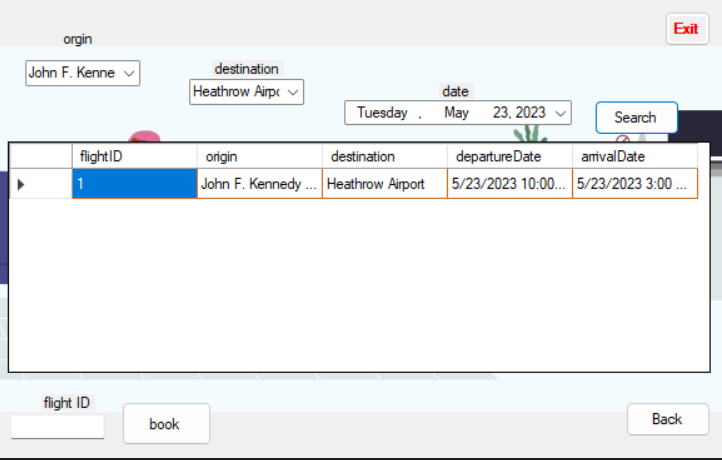 Exit
orgin
John F. Kenne
destination
Heathrow Airpc
date
Tuesday , May 23, 2023
Search
flightID origin destination departureDate arrivalDate
1 John F. Kennedy ... Heathrow Airport 5/23/2023 10:00... 5/23/2023 3:00 ...
flight ID
book
Back